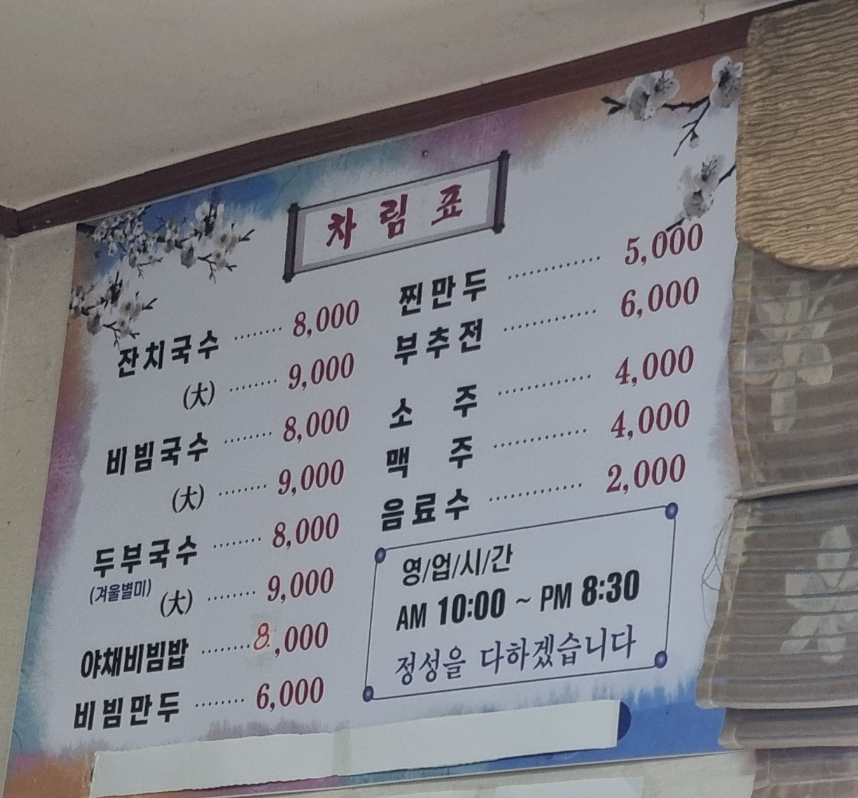 차림표
잔치국수 ········ 8,000
(大) ········ 9,000
비빔국수 ········ 8,000
(大) ········ 9,000
두부국수 ········ 8,000
(겨울별미) (大) ········ 9,000
야채비빔밥 ········ 8,000
비빔만두 ········ 6,000
찐만두 ············· 5,000
부추전 ············· 6,000
소 주 ············· 4,000
맥 주 ············· 4,000
음료수 ············· 2,000
영/업/시/간
AM 10:00 ~ PM 8:30
정성을 다하겠습니다